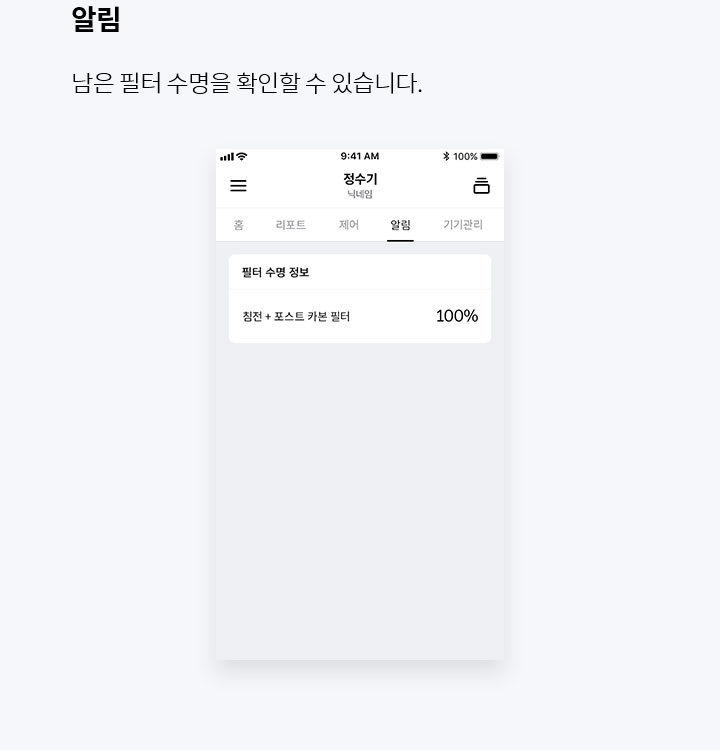 알림
남은 필터 수명을 확인할 수 있습니다.
9:41 AM 100%
정수기
닉네임
홈 리포트 제어 알림 기기관리
필터 수명 정보
침전 + 포스트 카본 필터 100%